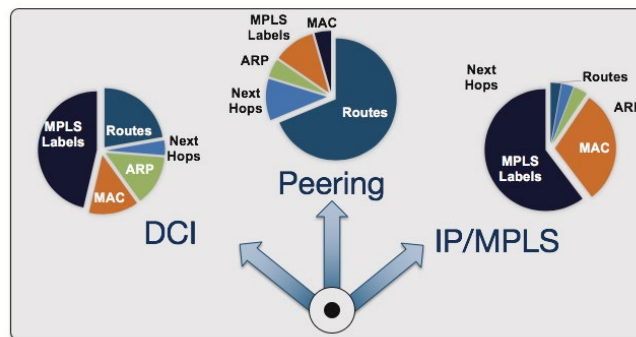 MPLS
Labels
Routes
Next
Hops
ARP
MAC
DCI
MPLS
Labels
MAC
ARP
Next
Hops
Routes
Peering
Next
Hops
Routes
ARP
MAC
MPLS
Labels
IP/MPLS